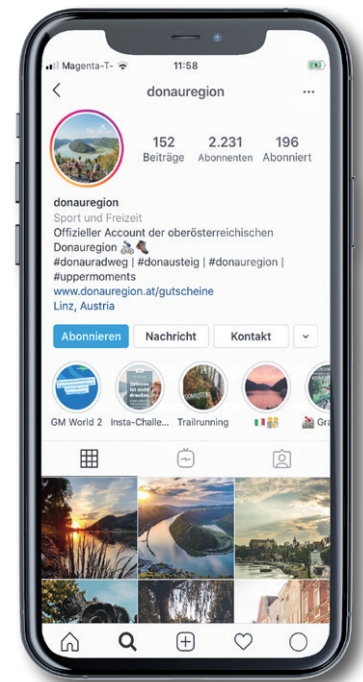 Magenta-T- 11:58
donauregion
152 2.231 196
Beiträge Abonnenten Abonniert
donauregion
Sport und Freizeit
Offizieller Account der oberösterreichischen
Donauregion
#donauradweg | #donausteig | #donauregion |
#uppermoments
www.donauregion.at/gutscheine
Linz, Austria
Abonnieren Nachricht Kontakt
GM World 2 Insta-Challe... Trailrunning Gra